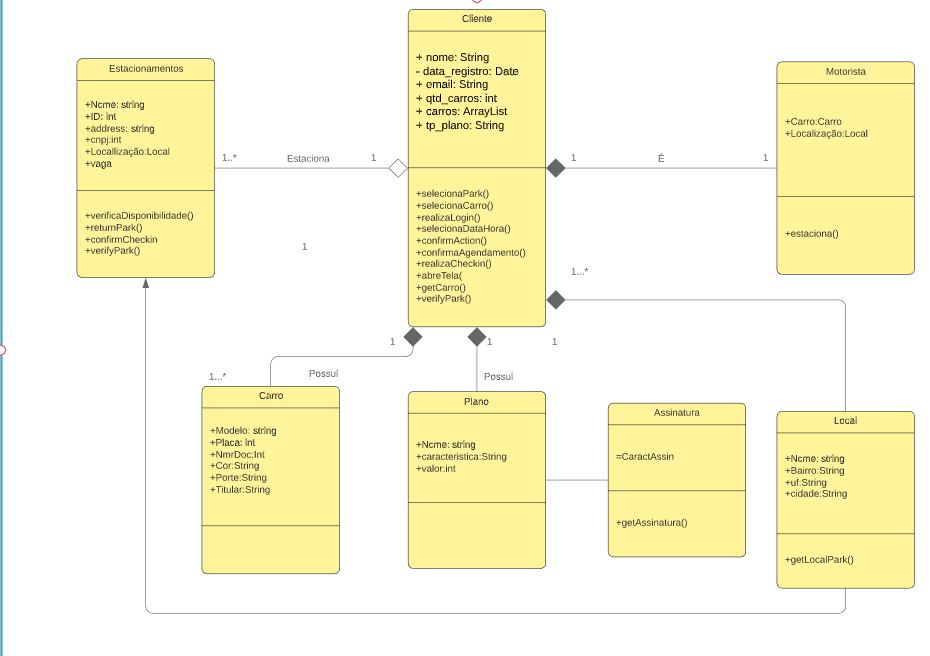 Cliente
+ nome: String
- data_registro: Date
+ email: String
+ qtd_carros: int
+ carros: ArrayList
+ tp_plano: String
+selecionaPark()
+selecionaCarro()
+realizaLogin()
+selecionaDataHora()
+confirmAction()
+confirmaAgendamento()
+realizaCheckin()
+abreTela(
+getCarro()
+verifyPark()
Estacionamentos
+Nome: string
+ID: int
+address: string
+cnpj:int
+Locallização:Local
+vaga
+verificaDisponibilidade()
+returnPark()
+confirmCheckin
+verifyPark()
Motorista
+Carro:Carro
+Localização:Local
+estaciona()
1..*
Estaciona
1
1
É
1
1
1...*
1
1
1
1...*
Possui
Possui
Carro
+Modelo: string
+Placa: int
+NmrDoc:Int
+Cor:String
+Porte:String
+Titular:String
Plano
+Nome: string
+caracteristica:String
+valor:int
Assinatura
=CaractAssin
+getAssinatura()
Local
+Nome: string
+Bairro:String
+uf:String
+cidade:String
+getLocalPark()